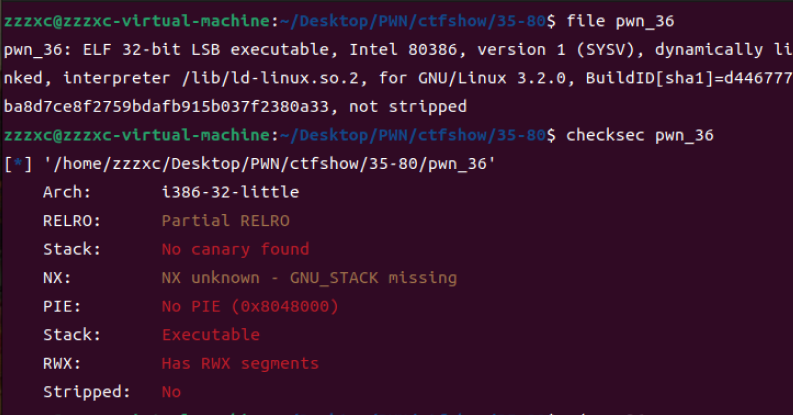 zzzxc@zzzxc-virtual-machine:~/Desktop/PWN/ctfshow/35-80$ file pwn_36
pwn_36: ELF 32-bit LSB executable, Intel 80386, version 1 (SYSV), dynamically li
nked, interpreter /lib/ld-linux.so.2, for GNU/Linux 3.2.0, BuildID[sha1]=d446777
ba8d7ce8f2759bdafb915b037f2380a33, not stripped
zzzxc@zzzxc-virtual-machine:~/Desktop/PWN/ctfshow/35-80$ checksec pwn_36
[*] '/home/zzzxc/Desktop/PWN/ctfshow/35-80/pwn_36'
Arch: i386-32-little
RELRO: Partial RELRO
Stack: No canary found
NX: NX unknown - GNU_STACK missing
PIE: No PIE (0x8048000)
Stack: Executable
RWX: Has RWX segments
Stripped: No